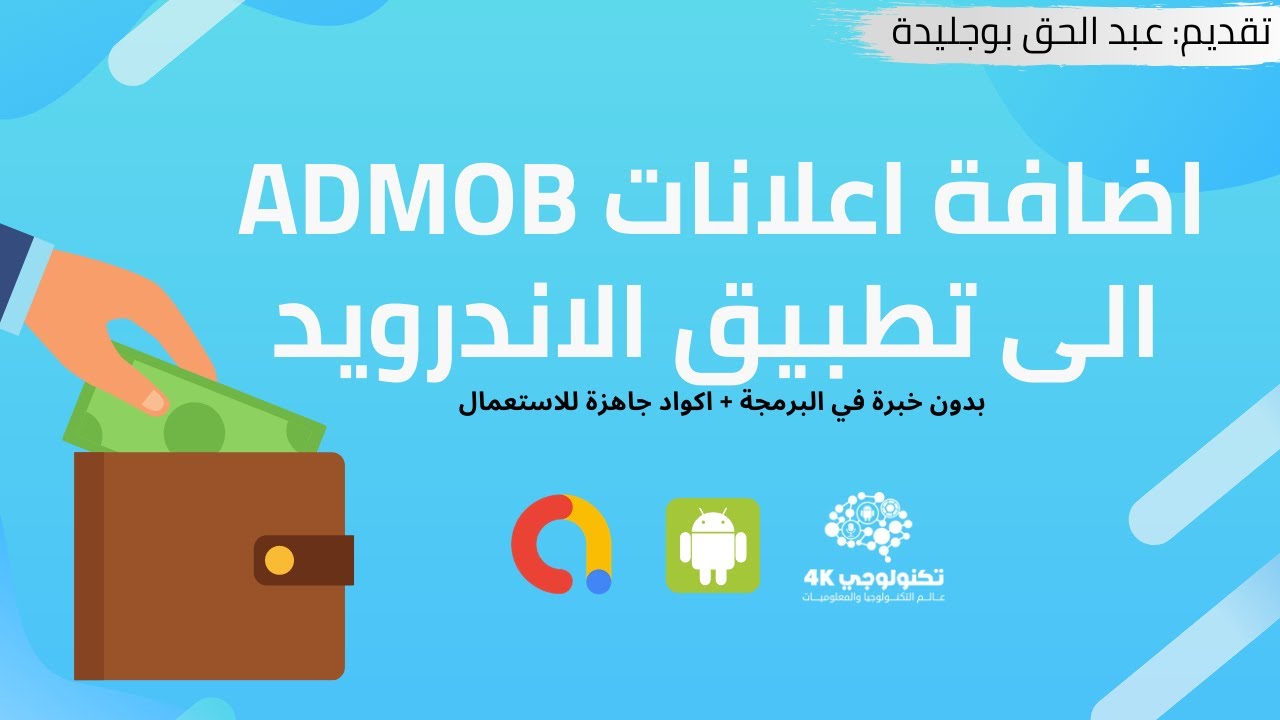 تقديم: عبد الحق بوجليدة
اضافة اعلانات ADMOB
الى تطبيق الاندرويد
بدون خبرة في البرمجة + اكواد جاهزة للاستعمال
تكنولوجي 4K
عالم التكنولوجيا والمعلوميات